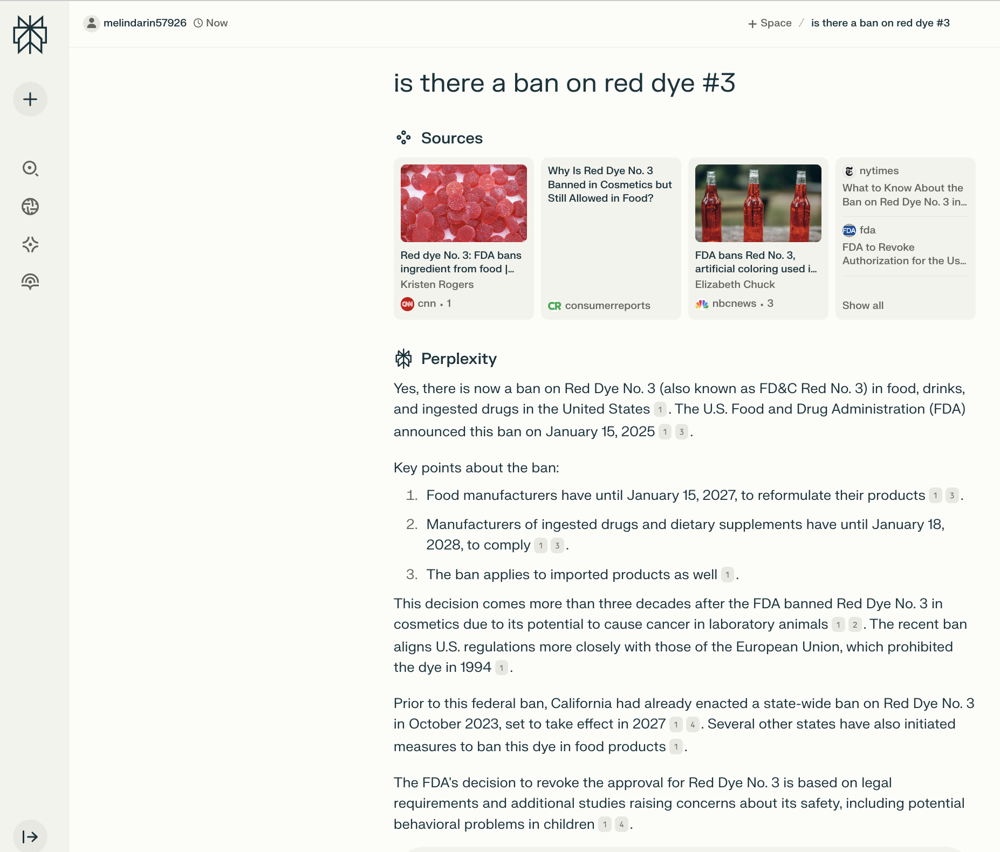 melindarin57926 Now
+ Space / is there a ban on red dye #3
is there a ban on red dye #3
Sources
Red dye No. 3: FDA bans
ingredient from food |...
Kristen Rogers
CNN cnn · 1
Why Is Red Dye No. 3
Banned in Cosmetics but
Still Allowed in Food?
CR consumerreports
FDA bans Red No. 3,
artificial coloring used i...
Elizabeth Chuck
nbcnews · 3
nytimes
What to Know About the
Ban on Red Dye No. 3 in...
FDA fda
FDA to Revoke
Authorization for the Us...
Show all
Perplexity
Yes, there is now a ban on Red Dye No. 3 (also known as FD&C Red No. 3) in food, drinks,
and ingested drugs in the United States 1 . The U.S. Food and Drug Administration (FDA)
announced this ban on January 15, 2025 1 3 .
Key points about the ban:
1. Food manufacturers have until January 15, 2027, to reformulate their products 1 3 .
2. Manufacturers of ingested drugs and dietary supplements have until January 18,
2028, to comply 1 3 .
3. The ban applies to imported products as well 1 .
This decision comes more than three decades after the FDA banned Red Dye No. 3 in
cosmetics due to its potential to cause cancer in laboratory animals 1 2 . The recent ban
aligns U.S. regulations more closely with those of the European Union, which prohibited
the dye in 1994 1 .
Prior to this federal ban, California had already enacted a state-wide ban on Red Dye No. 3
in October 2023, set to take effect in 2027 1 4 . Several other states have also initiated
measures to ban this dye in food products 1 .
The FDA's decision to revoke the approval for Red Dye No. 3 is based on legal
requirements and additional studies raising concerns about its safety, including potential
behavioral problems in children 1 4 .